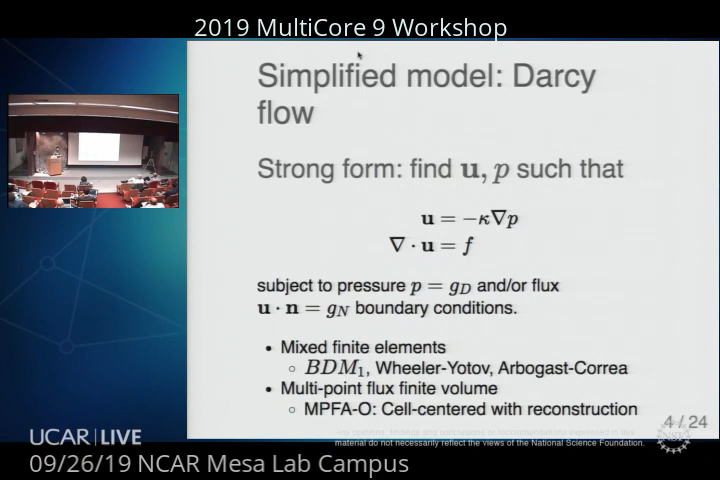 2019 MultiCore 9 Workshop
Simplified model: Darcy
flow
Strong form: find u, p such that
u = −κ∇p
∇ · u = f
subject to pressure p = g_D and/or flux
u · n = g_N boundary conditions.
• Mixed finite elements
◦ BDM₁, Wheeler-Yotov, Arbogast-Correa
• Multi-point flux finite volume
◦ MPFA-O: Cell-centered with reconstruction
4 / 24
UCAR|LIVE
material do not necessarily reflect the views of the National Science Foundation.
NSF
09/26/19 NCAR Mesa Lab Campus